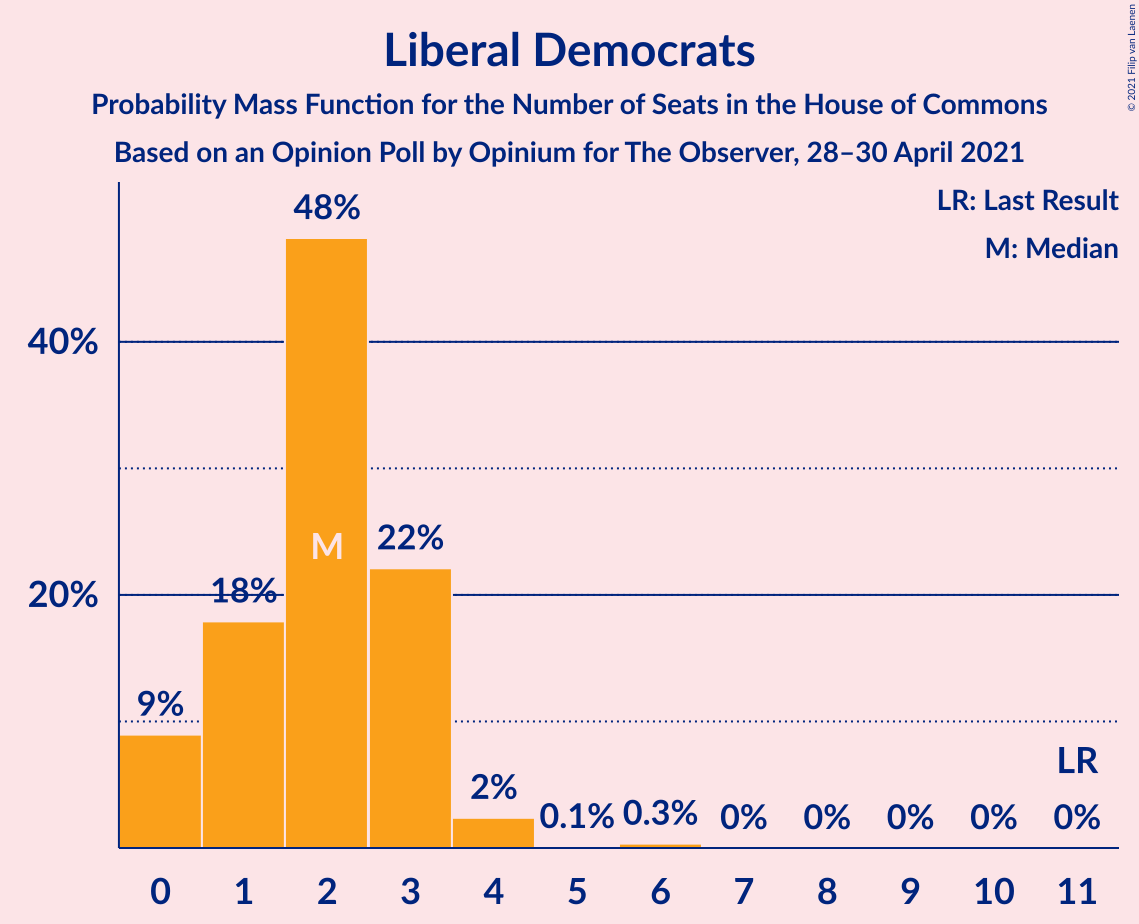 Liberal Democrats
Probability Mass Function for the Number of Seats in the House of Commons
Based on an Opinion Poll by Opinium for The Observer, 28–30 April 2021
© 2021 Filip van Laenen
LR: Last Result
M: Median
48%
40%
M
22%
20%
18%
9%
LR
2%
0.1%
0.3%
0%
0%
0%
0%
0%
0 1 2 3 4 5 6 7 8 9 10 11